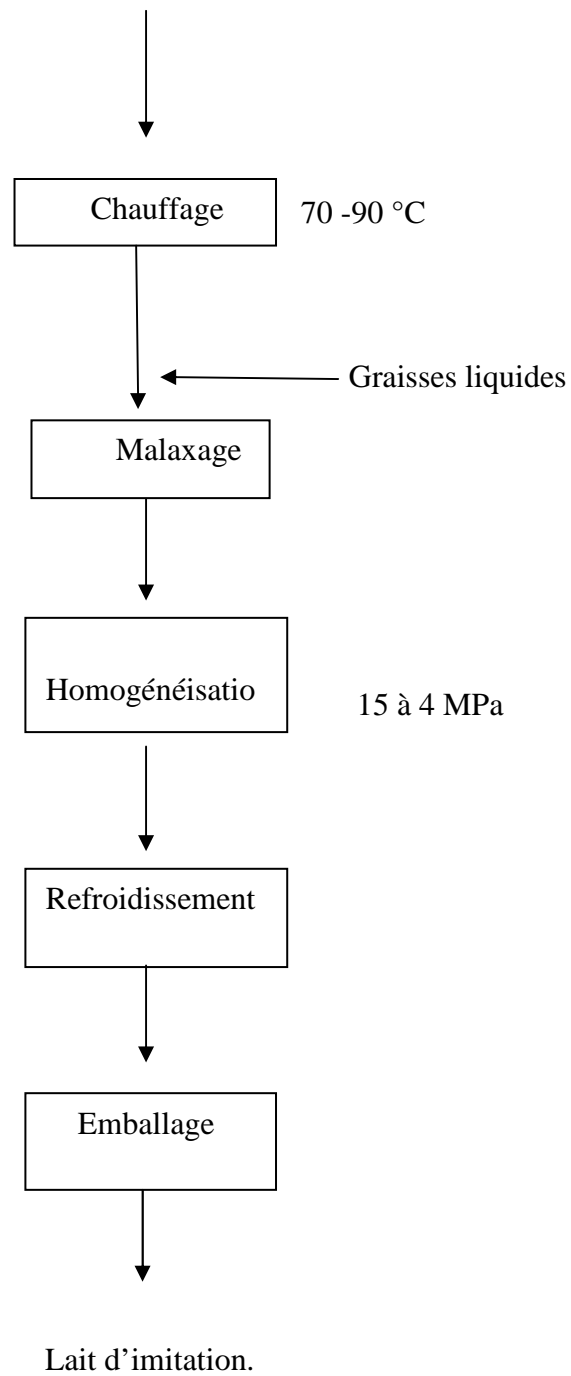 Chauffage
70 -90 °C
Graisses liquides
Malaxage
Homogénéisatio
15 à 4 MPa
Refroidissement
Emballage
Lait d’imitation.